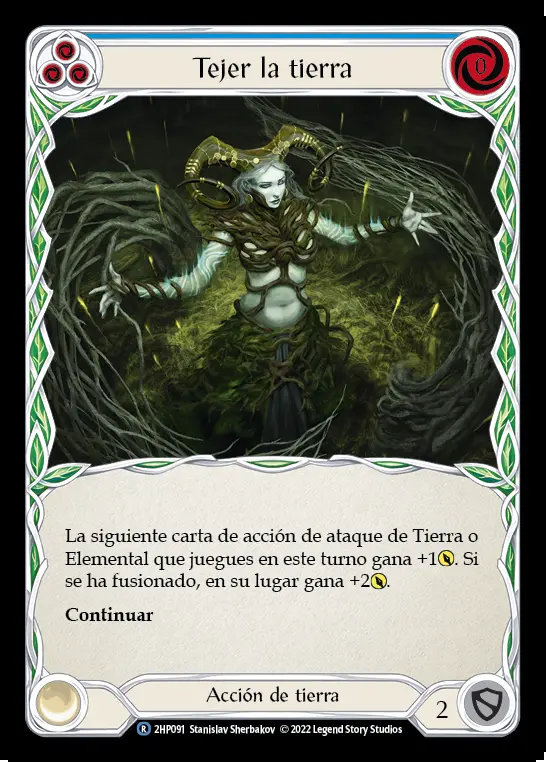 Tejer la tierra
0
La siguiente carta de acción de ataque de Tierra o
Elemental que juegues en este turno gana +1. Si
se ha fusionado, en su lugar gana +2.
Continuar
Acción de tierra
2
R 2HP091 Stanislav Sherbakov © 2022 Legend Story Studios